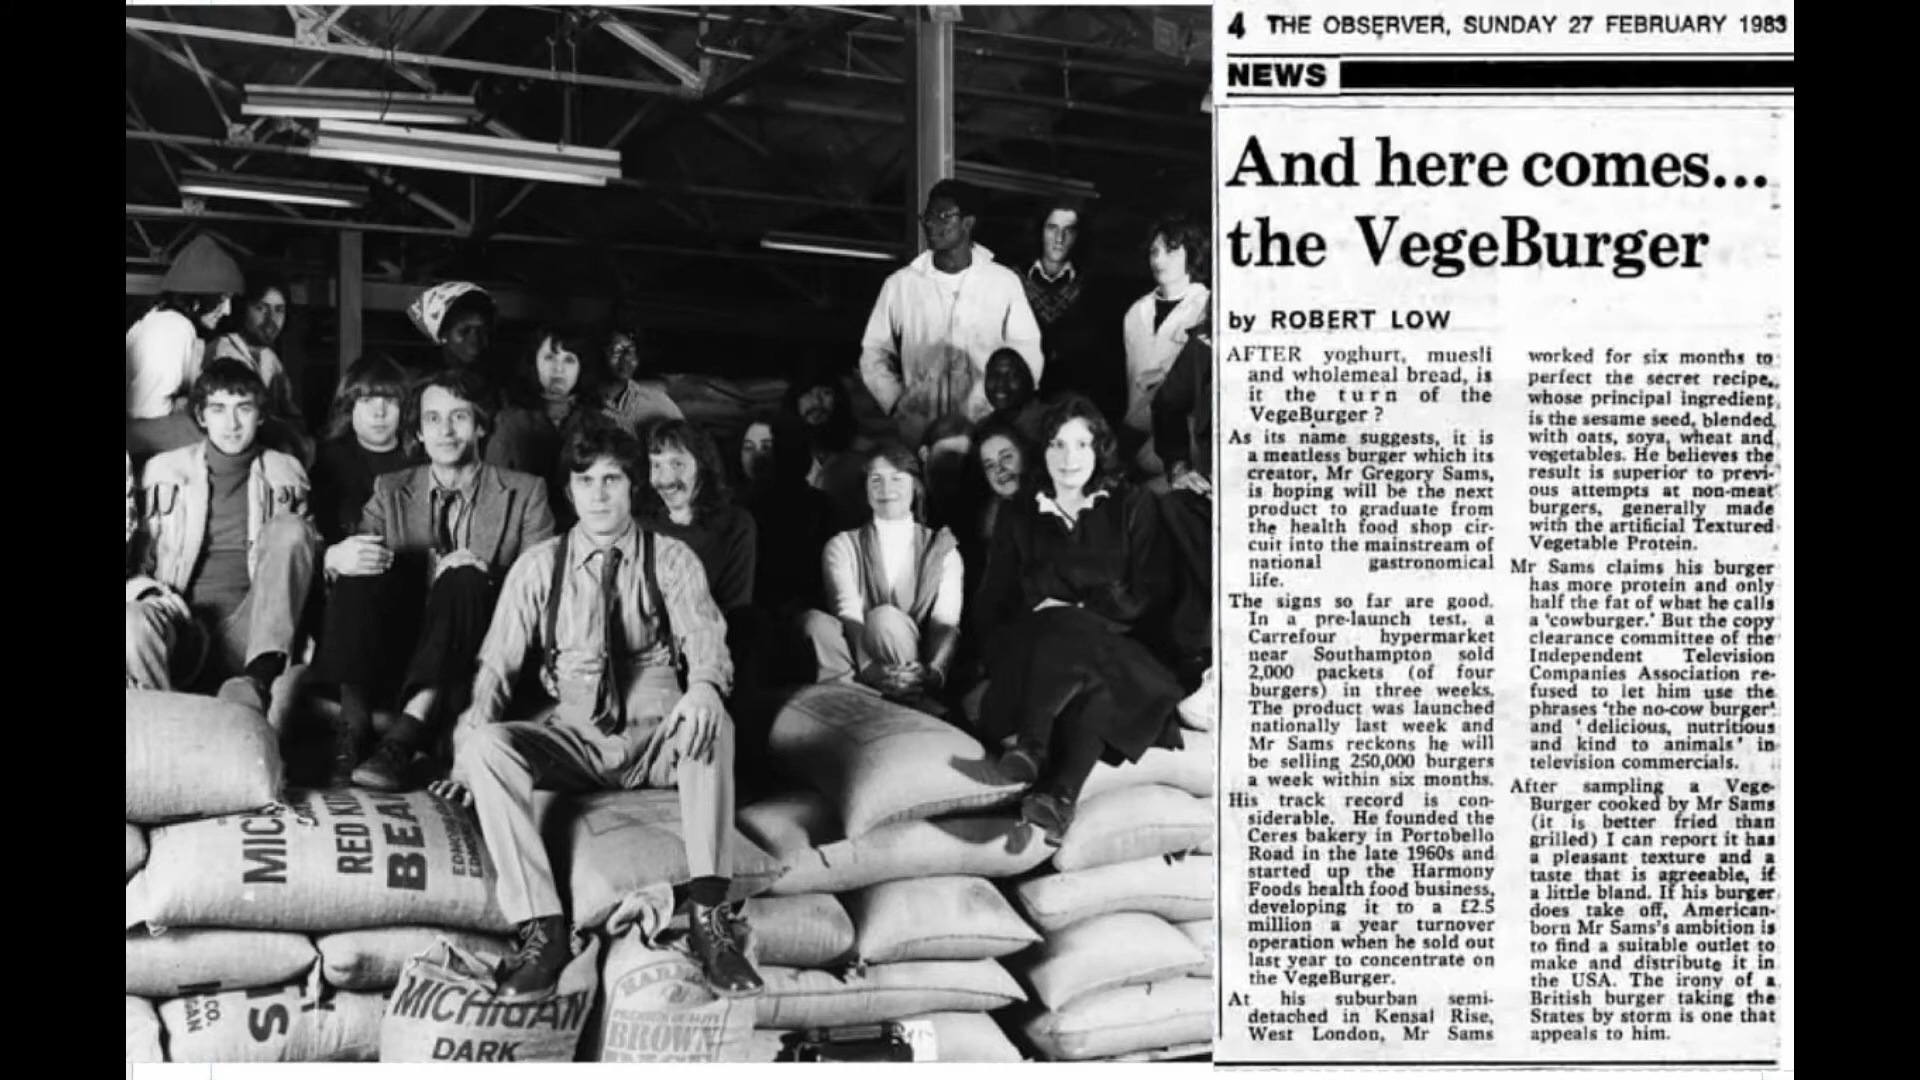 4 THE OBSERVER, SUNDAY 27 FEBRUARY 1983
NEWS
And here comes...
the VegeBurger
by ROBERT LOW
AFTER yoghurt, muesli
and wholemeal bread, is
it the turn of the
VegeBurger ?
As its name suggests, it is
a meatless burger which its
creator, Mr Gregory Sams,
is hoping will be the next
product to graduate from
the health food shop cir-
cuit into the mainstream of
national gastronomical
life.
The signs so far are good.
In a pre-launch test, a
Carrefour hypermarket
near Southampton sold
2,000 packets (of four
burgers) in three weeks.
The product was launched
nationally last week and
Mr Sams reckons he will
be selling 250,000 burgers
a week within six months.
His track record is con-
siderable. He founded the
Ceres bakery in Portobello
Road in the late 1960s and
started up the Harmony
Foods health food business,
developing it to a £2.5
million a year turnover
operation when he sold out
last year to concentrate on
the VegeBurger.
At his suburban semi-
detached in Kensal Rise,
West London, Mr Sams
worked for six months to
perfect the secret recipe,
whose principal ingredient
is the sesame seed, blended
with oats, soya, wheat and
vegetables. He believes the
result is superior to previ-
ous attempts at non-meat
burgers, generally made
with the artificial Textured
Vegetable Protein.
Mr Sams claims his burger
has more protein and only
half the fat of what he calls
a 'cowburger.' But the copy
clearance committee of the
Independent Television
Companies Association re-
fused to let him use the
phrases 'the no-cow burger'
and ' delicious, nutritious
and kind to animals' in
television commercials.
After sampling a Vege-
Burger cooked by Mr Sams
(it is better fried than
grilled) I can report it has
a pleasant texture and a
taste that is agreeable, if
a little bland. If his burger
does take off, American-
born Mr Sams's ambition is
to find a suitable outlet to
make and distribute it in
the USA. The irony of a
British burger taking the
States by storm is one that
appeals to him.
MICH
RED KI
BEA
CO.
GAN
MICHIGAN
DARK
BROWN